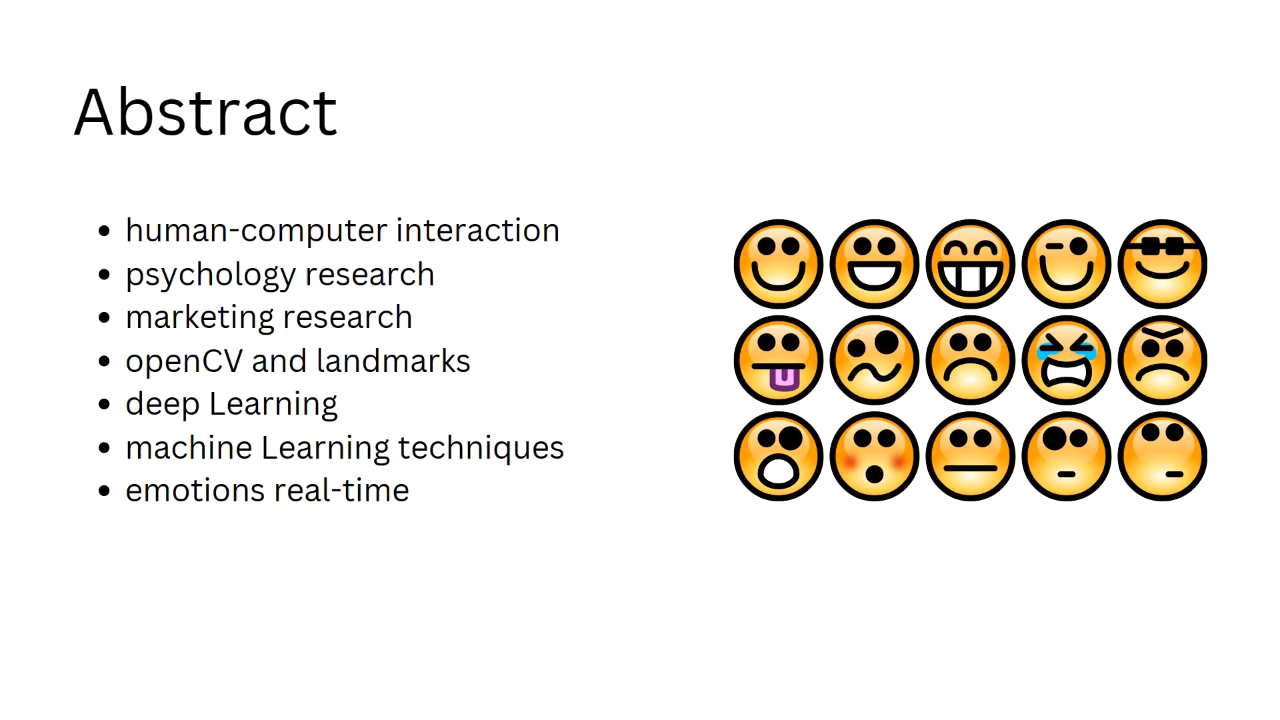 Abstract
• human-computer interaction
• psychology research
• marketing research
• openCV and landmarks
• deep Learning
• machine Learning techniques
• emotions real-time